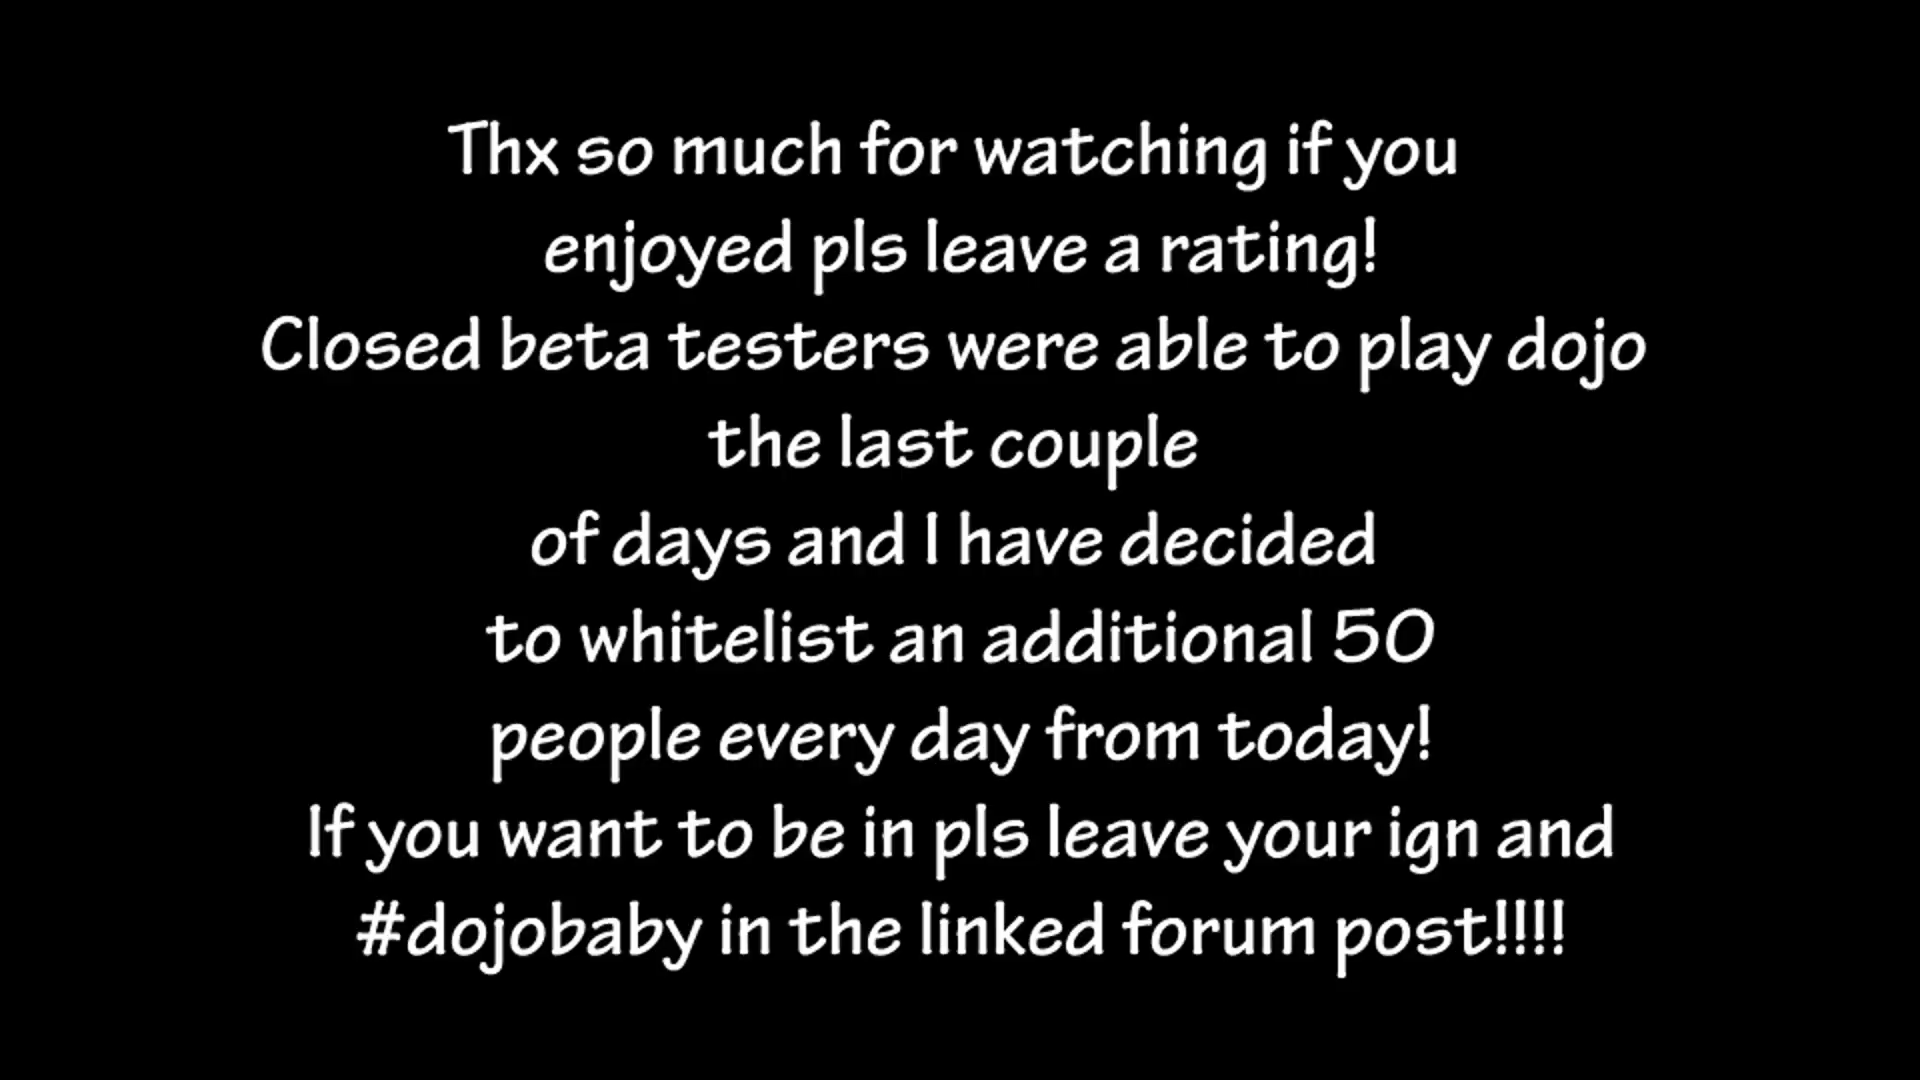 Thx so much for watching if you
enjoyed pls leave a rating!
Closed beta testers were able to play dojo
the last couple
of days and I have decided
to whitelist an additional 50
people every day from today!
If you want to be in pls leave your ign and
#dojobaby in the linked forum post!!!!